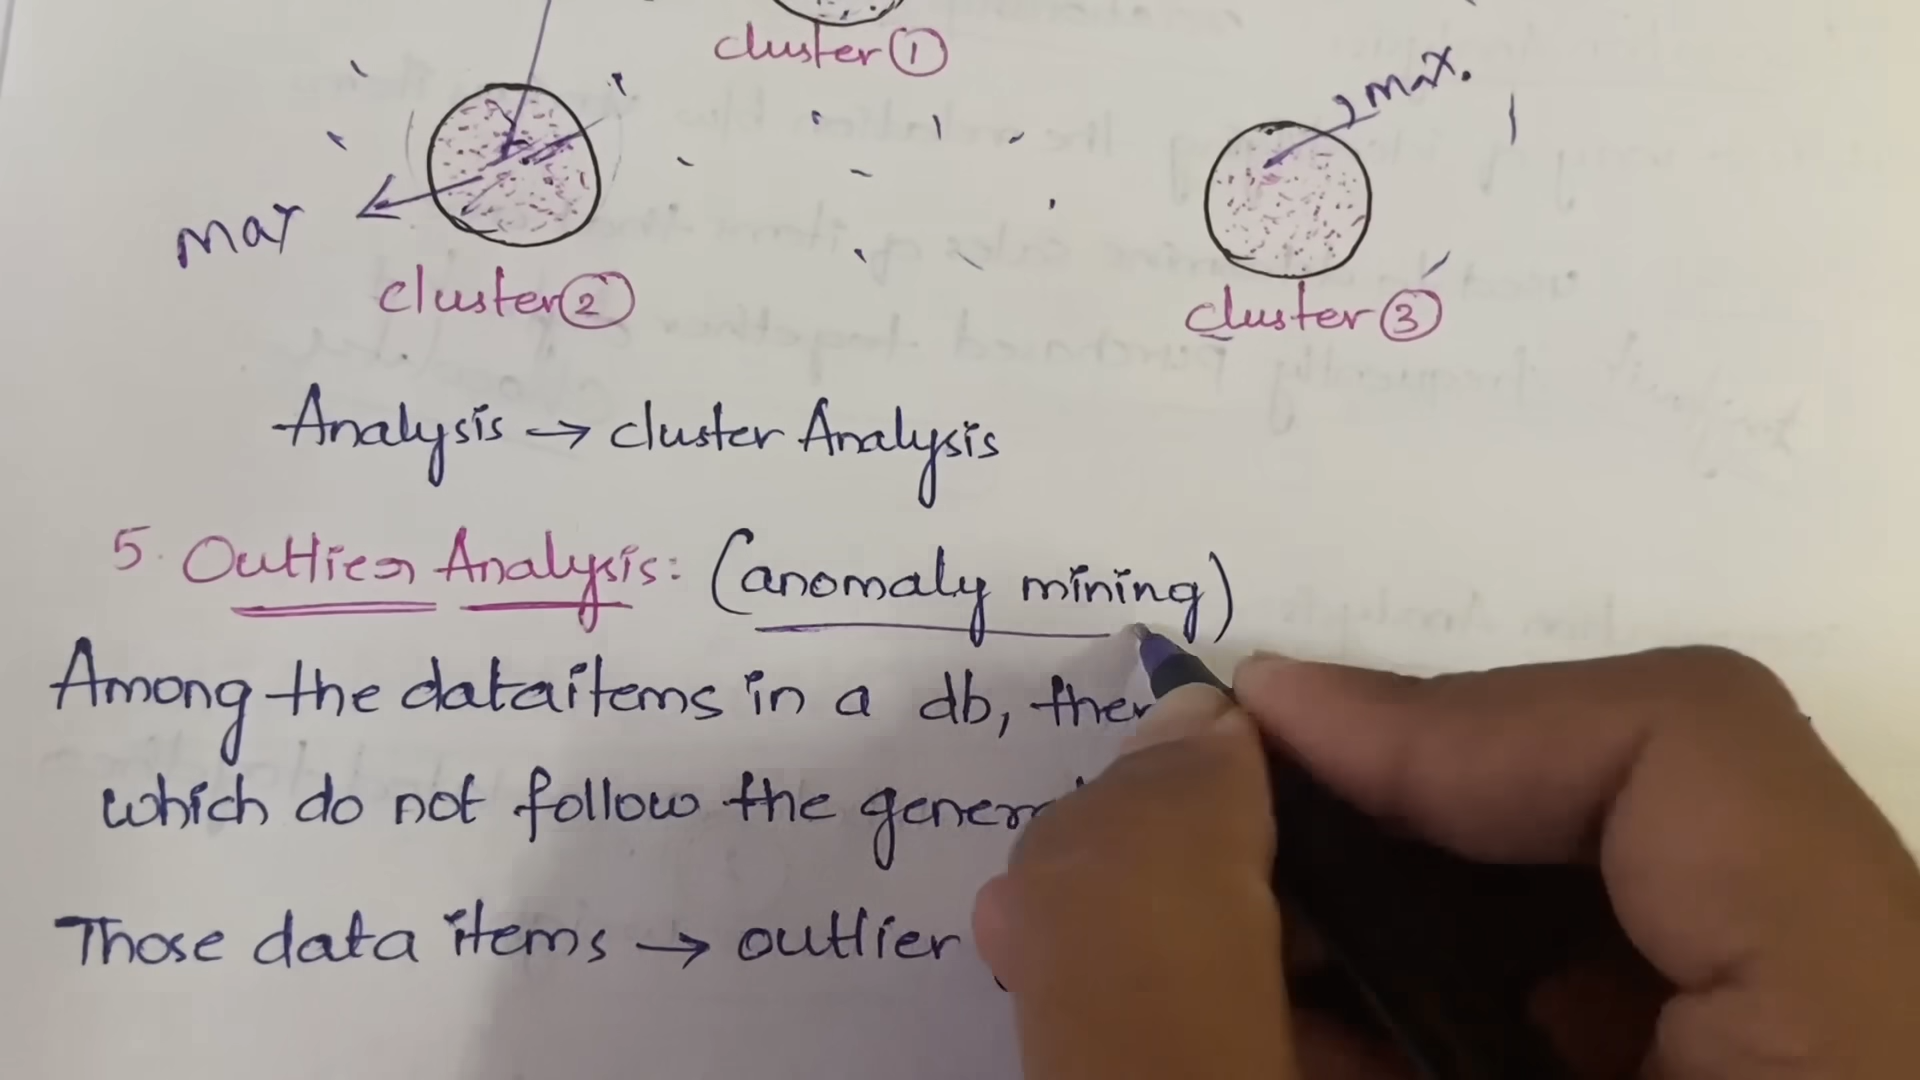 cluster ①
max.
max
cluster ②
cluster ③
Analysis → cluster Analysis
5. Outlier Analysis: (anomaly mining)
Among the dataitems in a db, ther
which do not follow the gener
Those data items → outlier